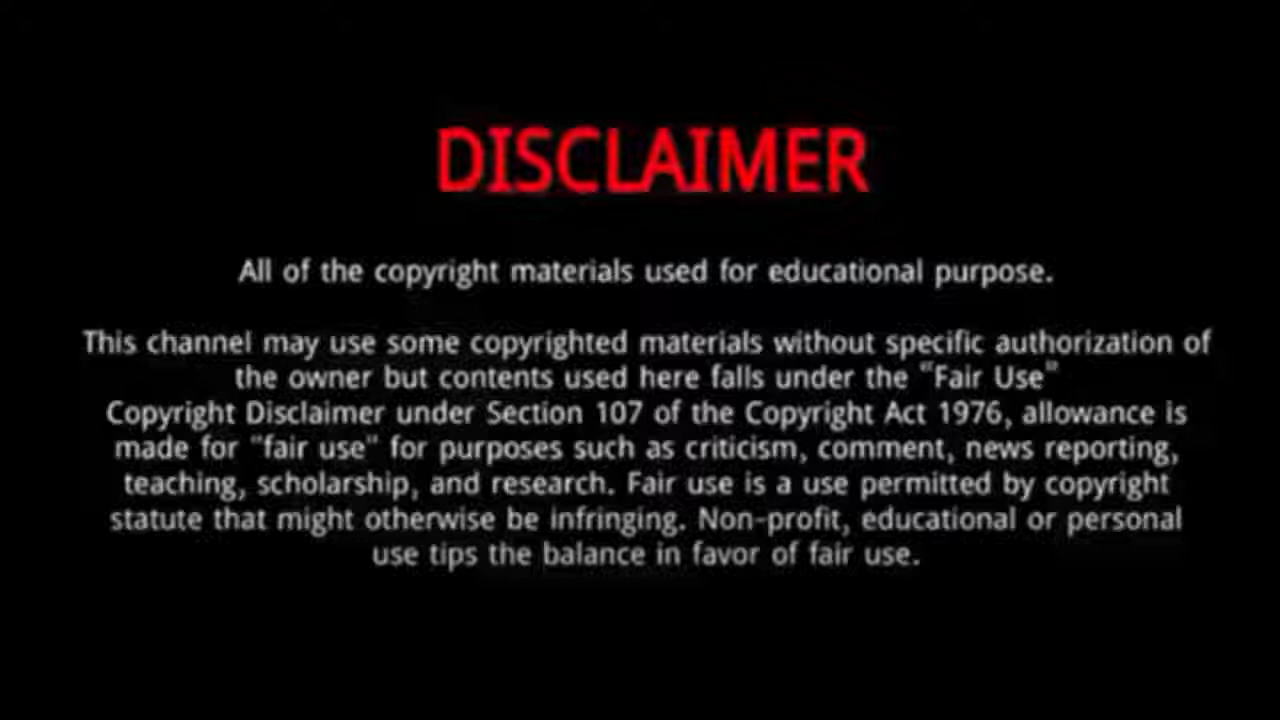 DISCLAIMER
All of the copyright materials used for educational purpose.
This channel may use some copyrighted materials without specific authorization of
the owner but contents used here falls under the "Fair Use"
Copyright Disclaimer under Section 107 of the Copyright Act 1976, allowance is
made for "fair use" for purposes such as criticism, comment, news reporting,
teaching, scholarship, and research. Fair use is a use permitted by copyright
statute that might otherwise be infringing. Non-profit, educational or personal
use tips the balance in favor of fair use.